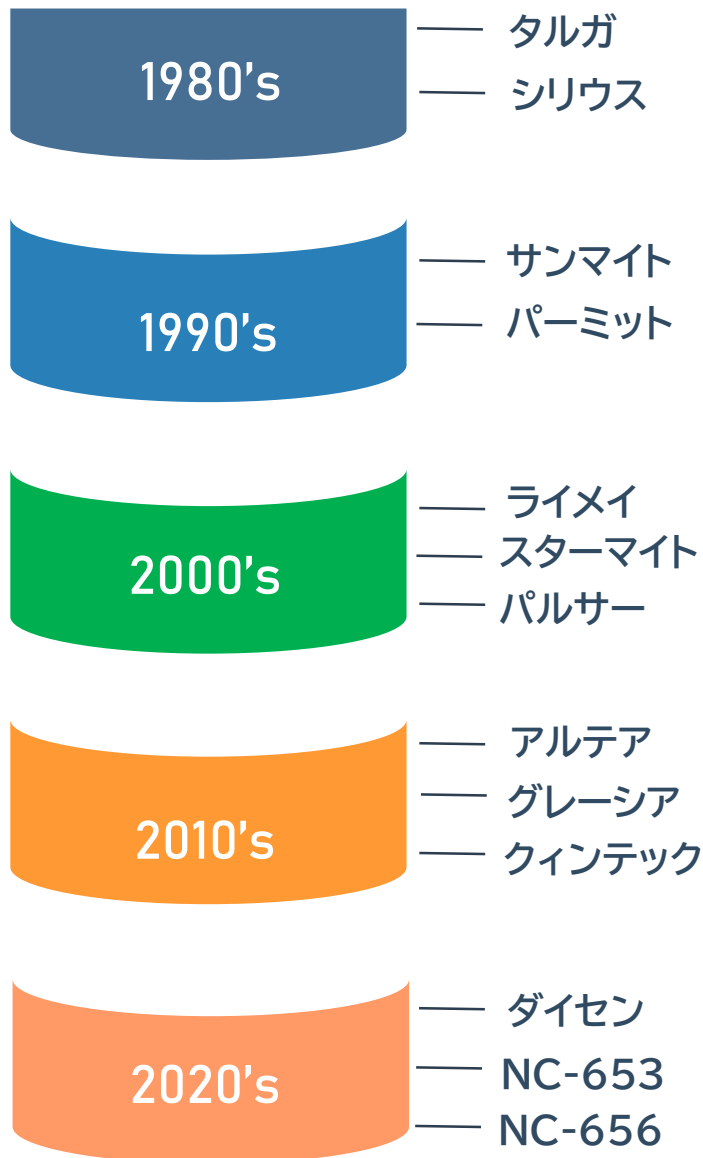 1980's
タルガ
シリウス
1990's
サンマイト
パーミット
2000's
ライメイ
スターマイト
パルサー
2010's
アルテア
グレーシア
クィンテック
2020's
ダイセン
NC-653
NC-656